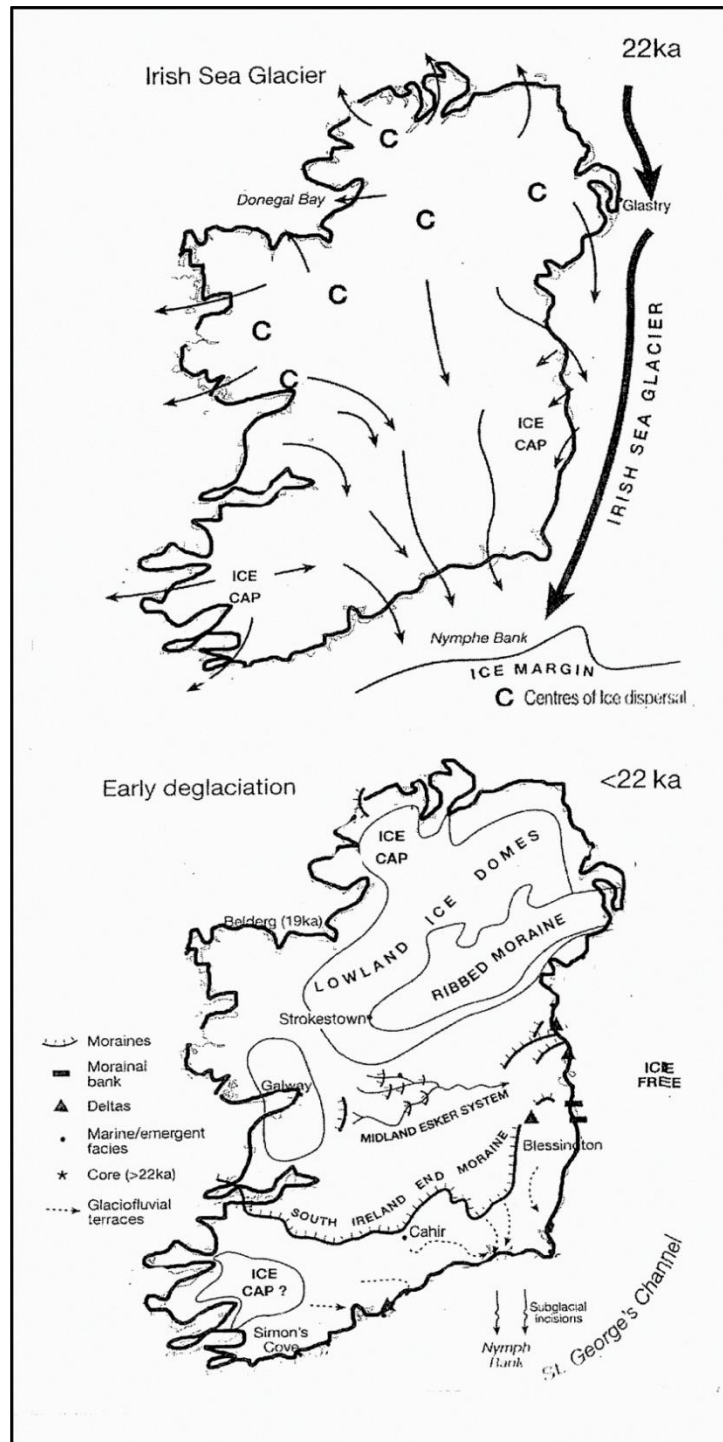 Irish Sea Glacier
22ka
C
Donegal Bay
C
C
Glastry
C
C
C
ICE
CAP
IRISH SEA GLACIER
ICE
CAP
Nymphe Bank
ICE MARGIN
C Centres of Ice dispersal
Early deglaciation
<22 ka
ICE
CAP
LOWLAND ICE DOMES
Belderg (19ka)
RIBBED MORAINE
Strokestown
Moraines
Morainal
bank
Deltas
Marine/emergent
facies
Core (>22ka)
Glaciofluvial
terraces
Galway
MIDLAND ESKER SYSTEM
ICE
FREE
Blessington
SOUTH IRELAND END MORAINE
Cahir
ICE
CAP ?
Simon's
Cove
Subglacial
incisions
Nymph
Bank
St. George's Channel